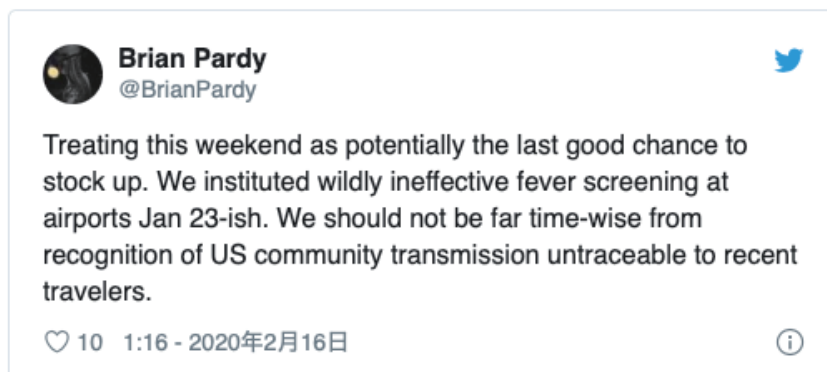 Brian Pardy
@BrianPardy
Treating this weekend as potentially the last good chance to
stock up. We instituted wildly ineffective fever screening at
airports Jan 23-ish. We should not be far time-wise from
recognition of US community transmission untraceable to recent
travelers.
10 1:16 - 2020年2月16日